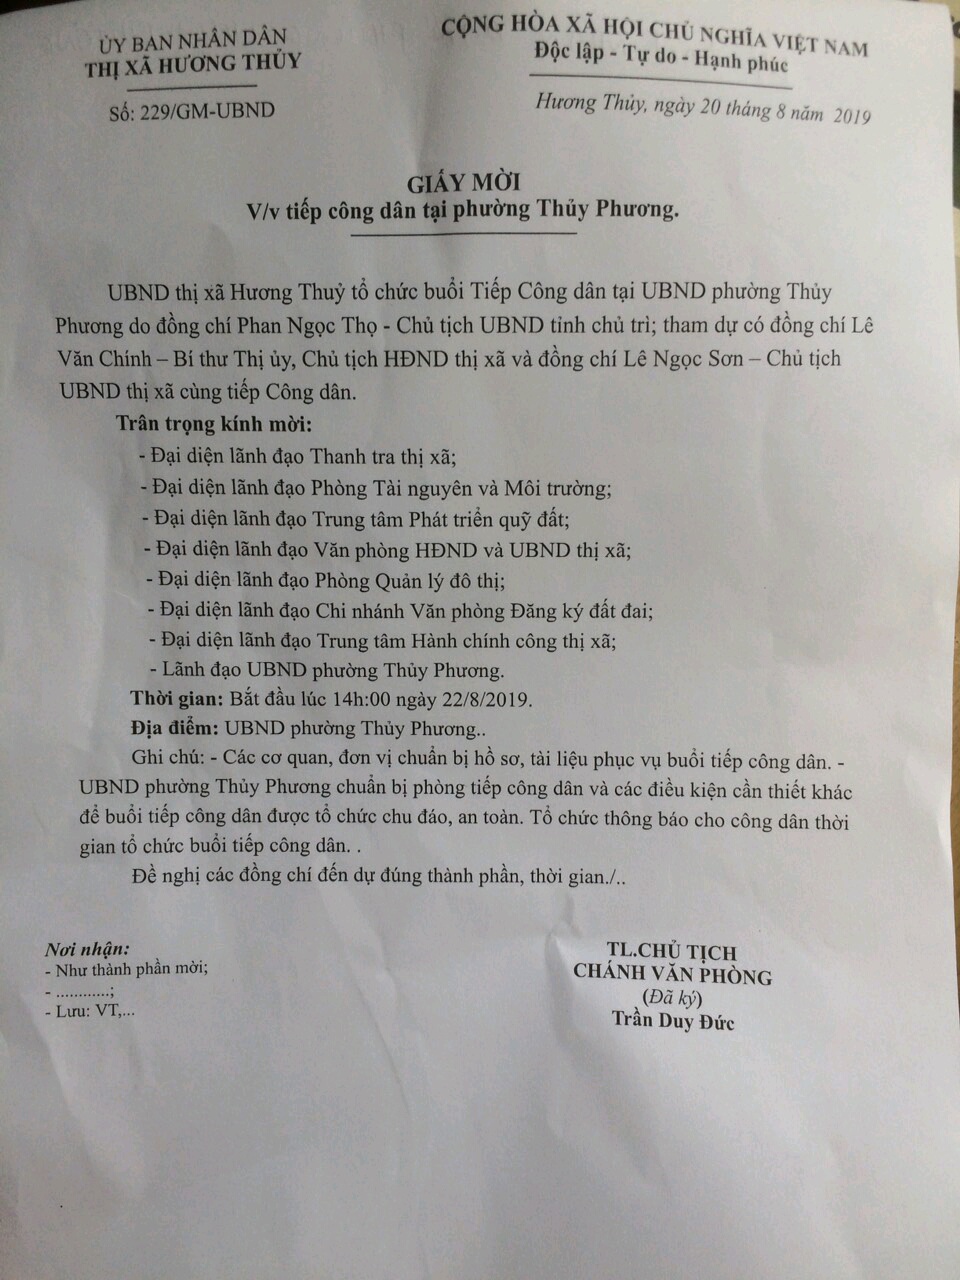 ỦY BAN NHÂN DÂN
THỊ XÃ HƯƠNG THỦY
Số: 229/GM-UBND
CỘNG HÒA XÃ HỘI CHỦ NGHĨA VIỆT NAM
Độc lập - Tự do - Hạnh phúc
Hương Thủy, ngày 20 tháng 8 năm 2019
GIẤY MỜI
V/v tiếp công dân tại phường Thủy Phương.
UBND thị xã Hương Thuỷ tổ chức buổi Tiếp Công dân tại UBND phường Thủy
Phương do đồng chí Phan Ngọc Thọ - Chủ tịch UBND tỉnh chủ trì; tham dự có đồng chí Lê
Văn Chính – Bí thư Thị ủy, Chủ tịch HĐND thị xã và đồng chí Lê Ngọc Sơn – Chủ tịch
UBND thị xã cùng tiếp Công dân.
Trân trọng kính mời:
- Đại diện lãnh đạo Thanh tra thị xã;
- Đại diện lãnh đạo Phòng Tài nguyên và Môi trường;
- Đại diện lãnh đạo Trung tâm Phát triển quỹ đất;
- Đại diện lãnh đạo Văn phòng HĐND và UBND thị xã;
- Đại diện lãnh đạo Phòng Quản lý đô thị;
- Đại diện lãnh đạo Chi nhánh Văn phòng Đăng ký đất đai;
- Đại diện lãnh đạo Trung tâm Hành chính công thị xã;
- Lãnh đạo UBND phường Thủy Phương.
Thời gian: Bắt đầu lúc 14h:00 ngày 22/8/2019.
Địa điểm: UBND phường Thủy Phương..
Ghi chú: - Các cơ quan, đơn vị chuẩn bị hồ sơ, tài liệu phục vụ buổi tiếp công dân. -
UBND phường Thủy Phương chuẩn bị phòng tiếp công dân và các điều kiện cần thiết khác
để buổi tiếp công dân được tổ chức chu đáo, an toàn. Tổ chức thông báo cho công dân thời
gian tổ chức buổi tiếp công dân. .
Đề nghị các đồng chí đến dự đúng thành phần, thời gian./..
Nơi nhận:
- Như thành phần mời;
- ............;
- Lưu: VT,...
TL.CHỦ TỊCH
CHÁNH VĂN PHÒNG
(Đã ký)
Trần Duy Đức